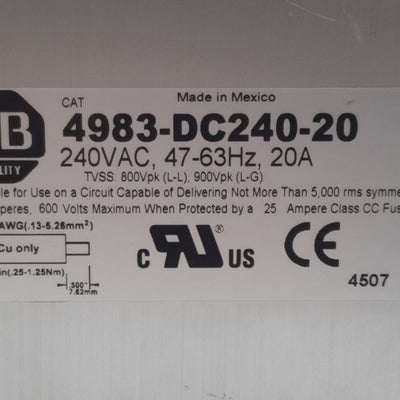 CAT
Made in Mexico
B
4983-DC240-20
LITY
240VAC, 47-63Hz, 20A
TVSS: 800Vpk (L-L), 900Vpk (L-G)
le for Use on a Circuit Capable of Delivering Not More Than 5,000 rms symme
peres, 600 Volts Maximum When Protected by a 25 Ampere Class CC Fus
AWG(.13-5.26mm²)
Cu only
in(.25-1.25Nm)
.300"
7.62mm
C RU US
CE
4507